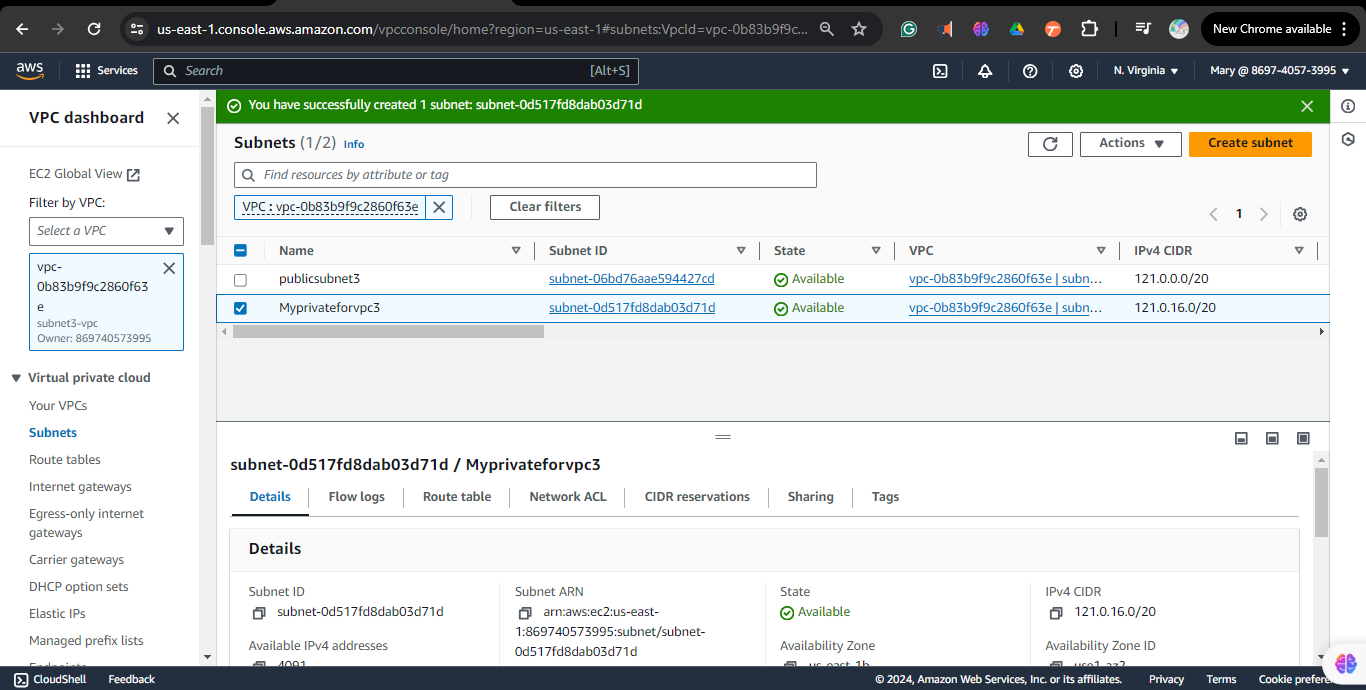 us-east-1.console.aws.amazon.com/vpcconsole/home?region=us-east-1#subnets:VpcId=vpc-0b83b9f9c...
New Chrome available
aws
Services
Search
[Alt+S]
N. Virginia
Mary @ 8697-4057-3995
VPC dashboard
EC2 Global View
Filter by VPC:
Select a VPC
vpc-
0b83b9f9c2860f63
e
subnet3-vpc
Owner: 869740573995
Virtual private cloud
Your VPCs
Subnets
Route tables
Internet gateways
Egress-only internet
gateways
Carrier gateways
DHCP option sets
Elastic IPs
Managed prefix lists
Endpoints
You have successfully created 1 subnet: subnet-0d517fd8dab03d71d
Subnets (1/2) Info
Actions
Create subnet
Find resources by attribute or tag
VPC : vpc-0b83b9f9c2860f63e
Clear filters
1
Name Subnet ID State VPC IPv4 CIDR
publicsubnet3 subnet-06bd76aae594427cd Available vpc-0b83b9f9c2860f63e | subn... 121.0.0.0/20
Myprivateforvpc3 subnet-0d517fd8dab03d71d Available vpc-0b83b9f9c2860f63e | subn... 121.0.16.0/20
subnet-0d517fd8dab03d71d / Myprivateforvpc3
Details Flow logs Route table Network ACL CIDR reservations Sharing Tags
Details
Subnet ID
subnet-0d517fd8dab03d71d
Available IPv4 addresses
4091
Subnet ARN
arn:aws:ec2:us-east-
1:869740573995:subnet/subnet-
0d517fd8dab03d71d
State
Available
Availability Zone
us-east-1b
IPv4 CIDR
121.0.16.0/20
Availability Zone ID
use1-az2
CloudShell
Feedback
© 2024, Amazon Web Services, Inc. or its affiliates.
Privacy
Terms
Cookie prefere